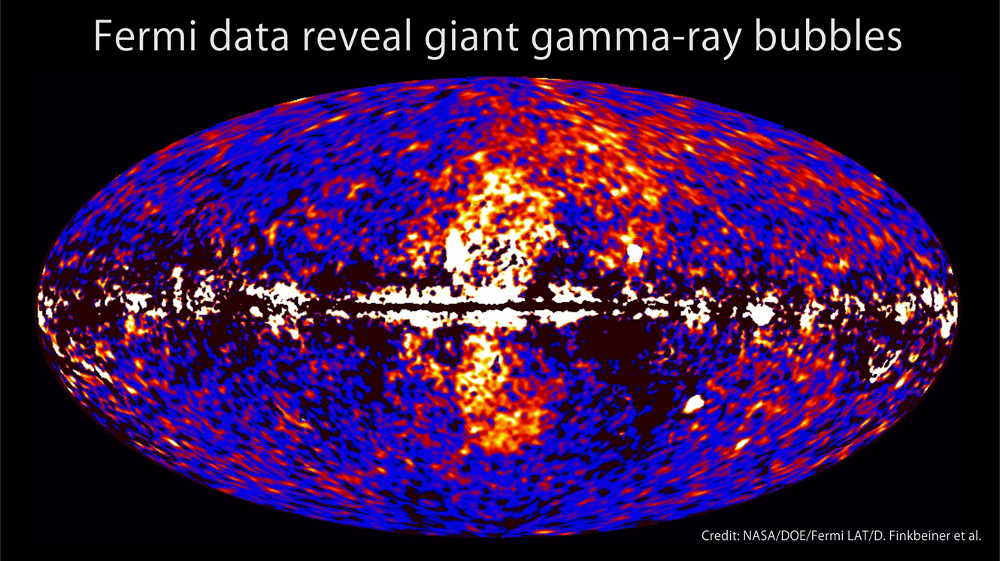 Fermi data reveal giant gamma-ray bubbles
Credit: NASA/DOE/Fermi LAT/D. Finkbeiner et al.